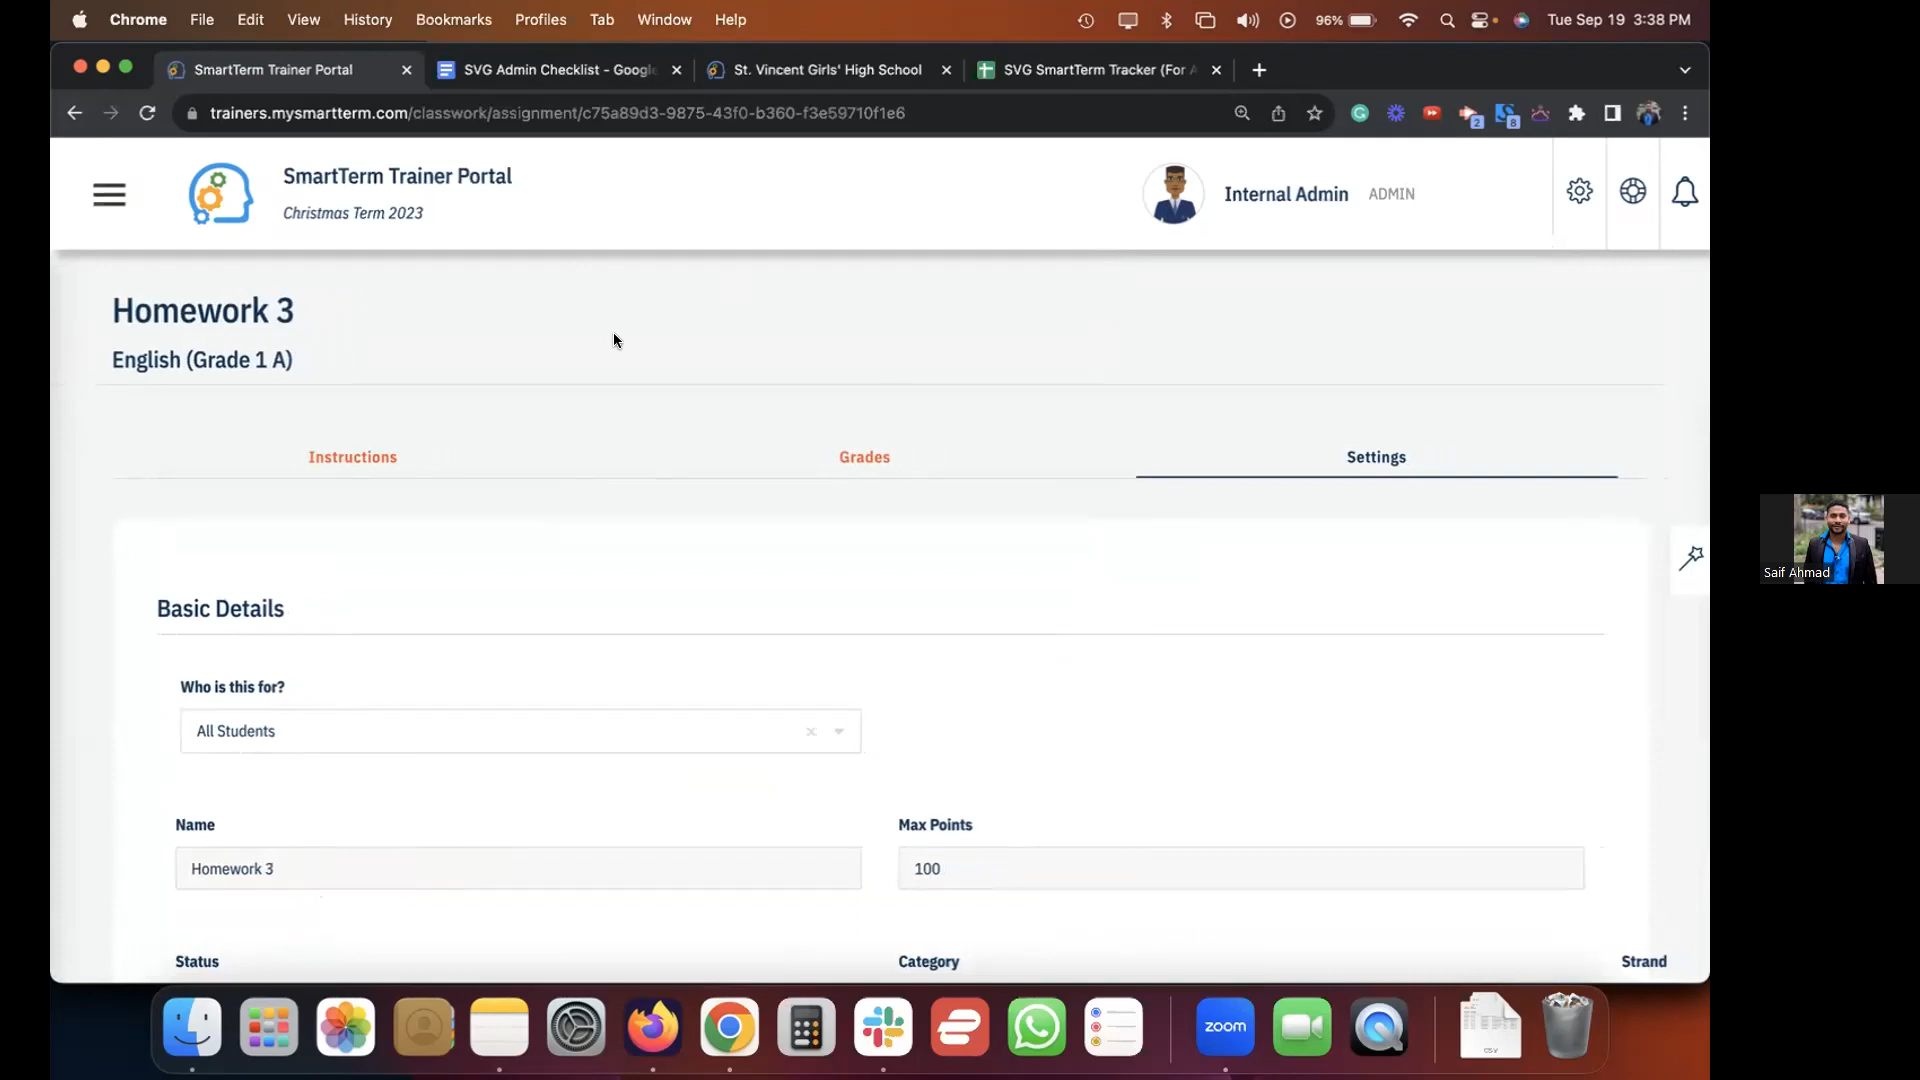 Chrome File Edit View History Bookmarks Profiles Tab Window Help 96% Tue Sep 19 3:38 PM
SmartTerm Trainer Portal SVG Admin Checklist - Google St. Vincent Girls' High School SVG SmartTerm Tracker (For A
trainers.mysmartterm.com/classwork/assignment/c75a89d3-9875-43f0-b360-f3e59710f1e6 2 8
SmartTerm Trainer Portal
Christmas Term 2023
Internal Admin ADMIN
Homework 3
English (Grade 1 A)
Instructions Grades Settings
Saif Ahmad
Basic Details
Who is this for?
All Students
Name Max Points
Homework 3 100
Status Category Strand
zoom
CSV